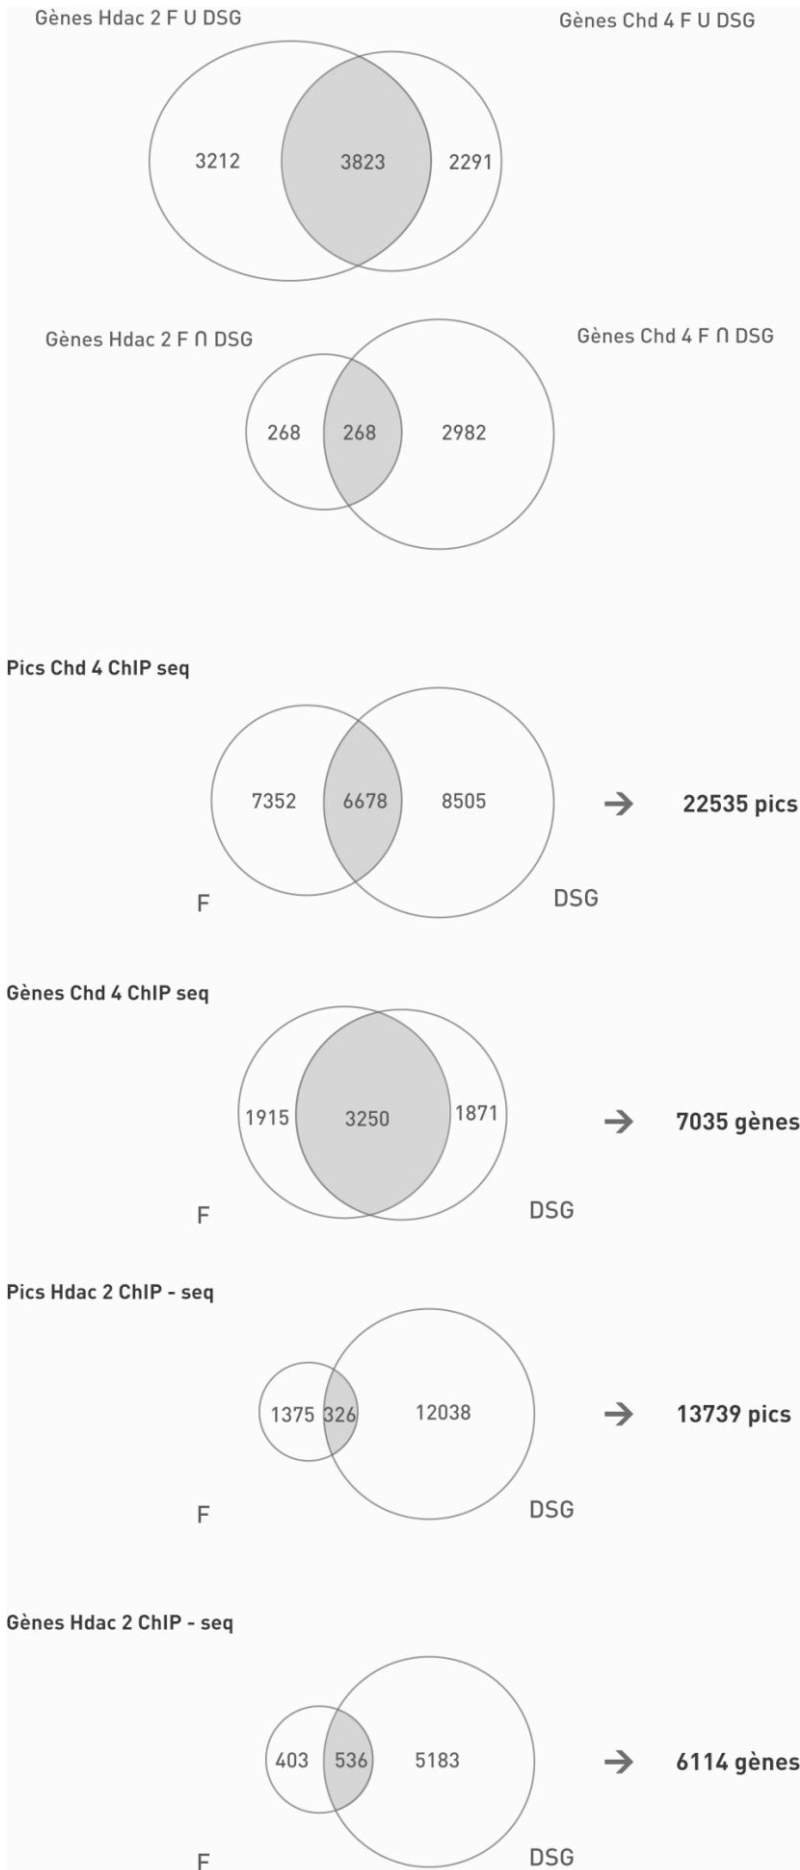 Gènes Hdac 2 F U DSG
Gènes Chd 4 F U DSG
3212
3823
2291
Gènes Hdac 2 F ∩ DSG
Gènes Chd 4 F ∩ DSG
268
268
2982
Pics Chd 4 ChIP seq
7352
6678
8505
→ 22535 pics
F
DSG
Gènes Chd 4 ChIP seq
1915
3250
1871
→ 7035 gènes
F
DSG
Pics Hdac 2 ChIP - seq
1375
326
12038
→ 13739 pics
F
DSG
Gènes Hdac 2 ChIP - seq
403
536
5183
→ 6114 gènes
F
DSG